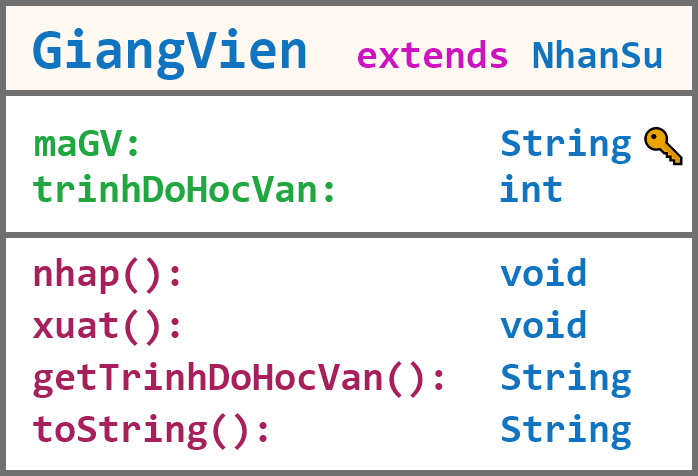 GiangVien extends NhanSu
maGV: String
trinhDoHocVan: int
nhap(): void
xuat(): void
getTrinhDoHocVan(): String
toString(): String